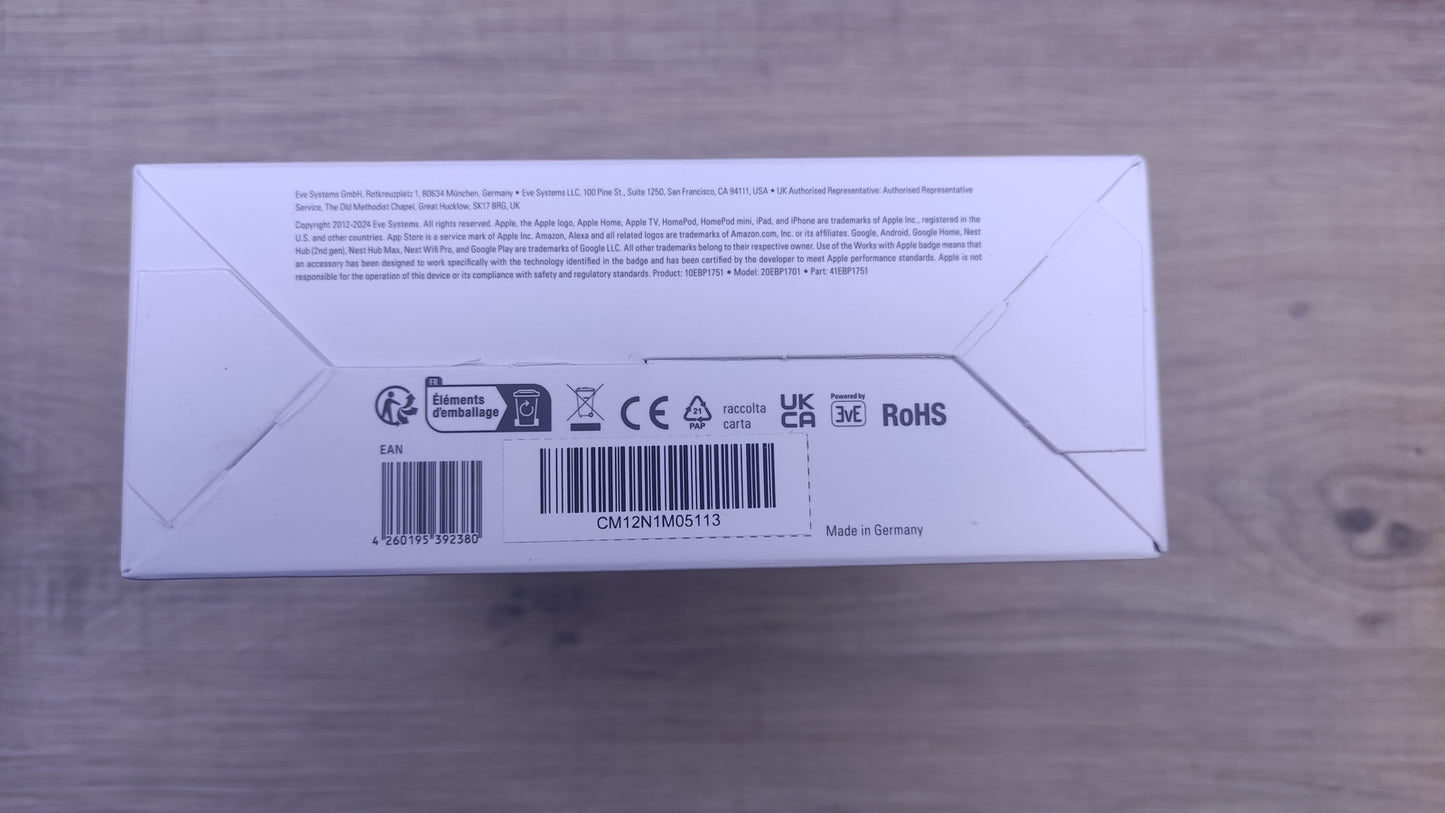 Eve Systems GmbH, Rotkreuzplatz 1, 80634 München, Germany • Eve Systems LLC, 100 Pine St., Suite 1250, San Francisco, CA 94111, USA • UK Authorised Representative: Authorised Representative
Service, The Old Methodist Chapel, Great Hucklow, SK17 8RG, UK
Copyright 2012-2024 Eve Systems. All rights reserved. Apple, the Apple logo, Apple Home, Apple TV, HomePod, HomePod mini, iPad, and iPhone are trademarks of Apple Inc., registered in the
U.S. and other countries. App Store is a service mark of Apple Inc. Amazon, Alexa and all related logos are trademarks of Amazon.com, Inc. or its affiliates. Google, Android, Google Home, Nest
Hub (2nd gen), Nest Hub Max, Nest Wifi Pro, and Google Play are trademarks of Google LLC. All other trademarks belong to their respective owner. Use of the Works with Apple badge means that
an accessory has been designed to work specifically with the technology identified in the badge and has been certified by the developer to meet Apple performance standards. Apple is not
responsible for the operation of this device or its compliance with safety and regulatory standards. Product: 10EBP1751 • Model: 20EBP1701 • Part: 41EBP1751
FR
Éléments
d'emballage
CE
21
PAP
raccolta
carta
UK
CA
Powered by
EvE
RoHS
EAN
4 260195 392380
CM12N1M05113
Made in Germany